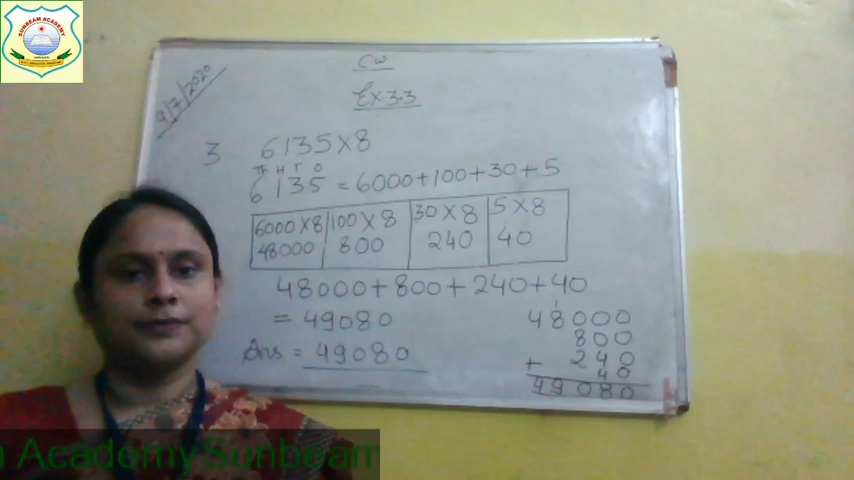 SUNBEAM ACADEMY
9/7/2020
CW
Ex 3.3
3 6135 X 8
TH H T O
6135 = 6000+100+30+5
6000 X 8 100 X 8 30 X 8 5 X 8
48000 800 240 40
48000+800+240+40
= 49080
Ans = 49080
1
48000
800
+ 240
40
49080
n AcademySunbeam